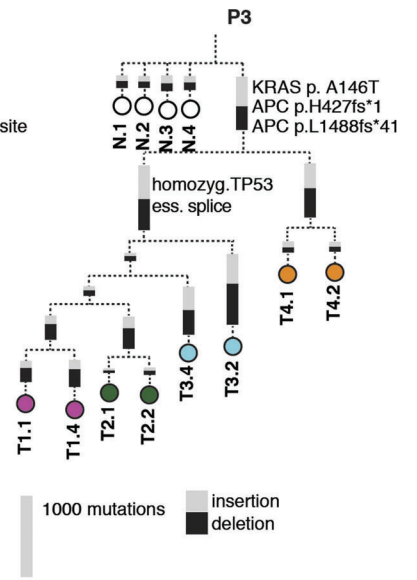 P3
KRAS p. A146T
APC p.H427fs*1
APC p.L1488fs*41
site
N.1
N.2
N.3
N.4
homozyg.TP53
ess. splice
T4.1
T4.2
T3.4
T3.2
T1.1
T1.4
T2.1
T2.2
1000 mutations
insertion
deletion